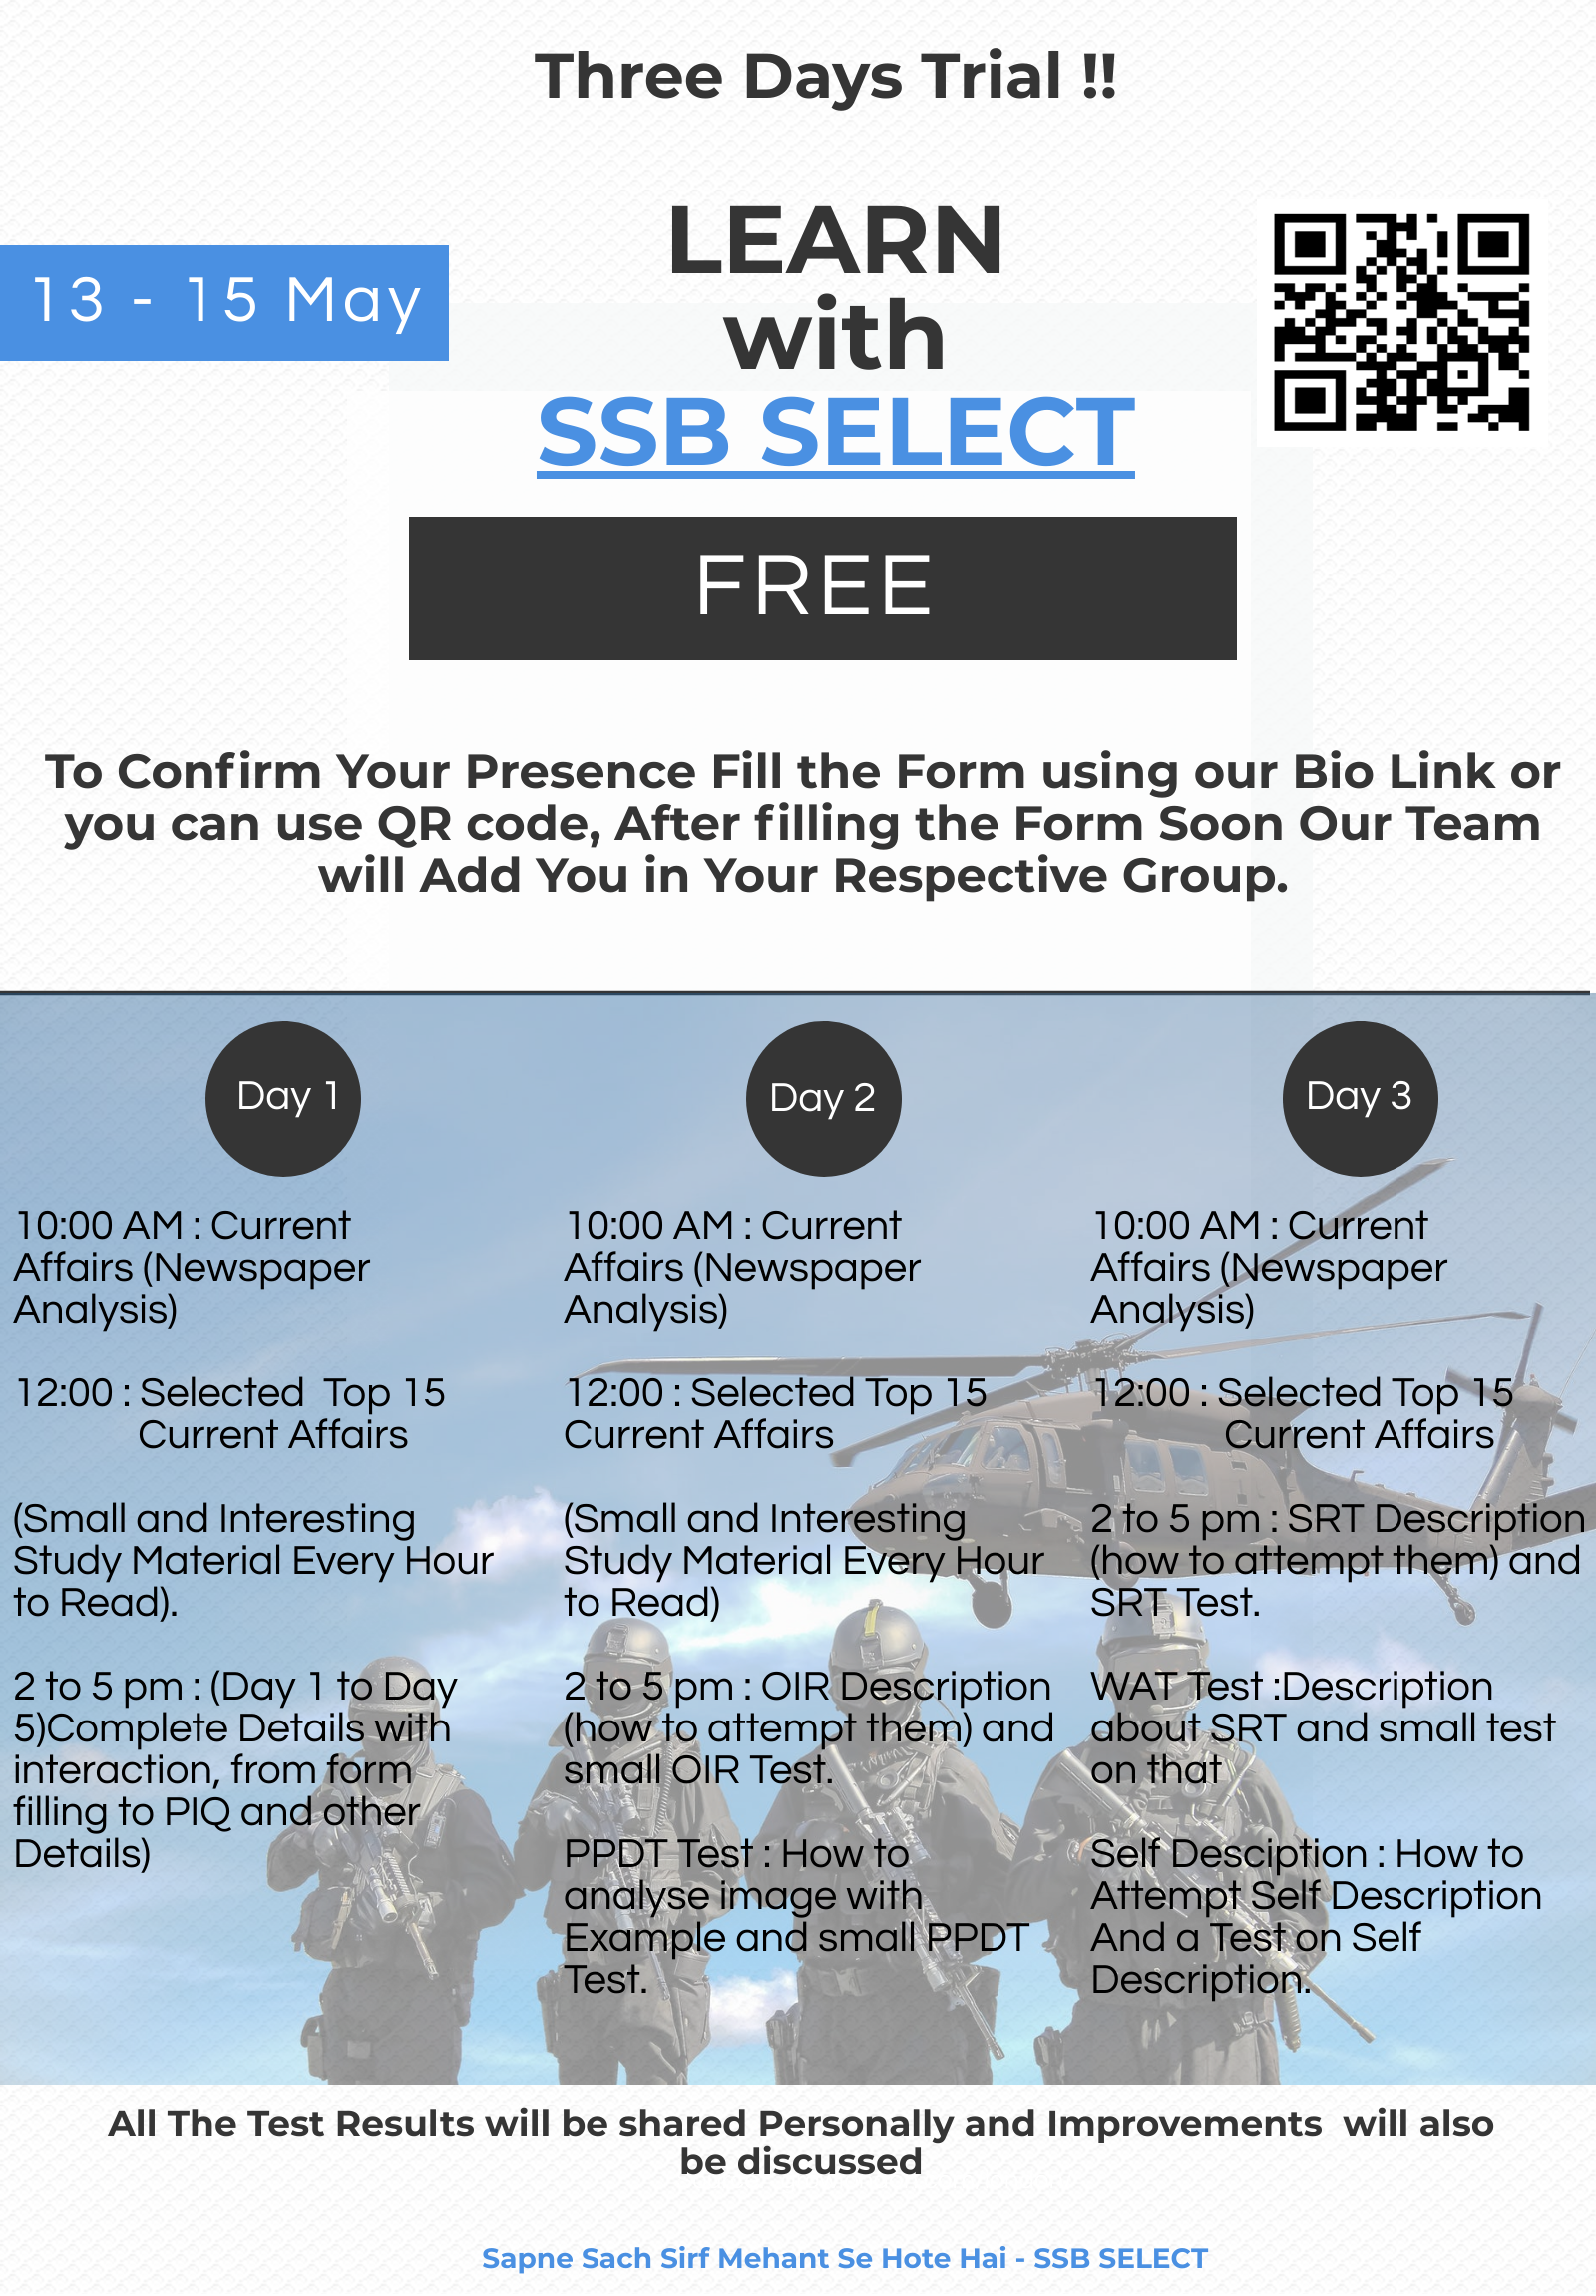 Three Days Trial !!
13 - 15 May
LEARN
with
SSB SELECT
FREE
To Confirm Your Presence Fill the Form using our Bio Link or
you can use QR code, After filling the Form Soon Our Team
will Add You in Your Respective Group.
Day 1
10:00 AM : Current
Affairs (Newspaper
Analysis)
12:00 : Selected  Top 15
Current Affairs
(Small and Interesting
Study Material Every Hour
to Read).
2 to 5 pm : (Day 1 to Day
5)Complete Details with
interaction, from form
filling to PIQ and other
Details)
Day 2
10:00 AM : Current
Affairs (Newspaper
Analysis)
12:00 : Selected Top 15
Current Affairs
(Small and Interesting
Study Material Every Hour
to Read)
2 to 5 pm : OIR Description
(how to attempt them) and
small OIR Test.
PPDT Test : How to
analyse image with
Example and small PPDT
Test.
Day 3
10:00 AM : Current
Affairs (Newspaper
Analysis)
12:00 : Selected Top 15
Current Affairs
2 to 5 pm : SRT Description
(how to attempt them) and
SRT Test.
WAT Test :Description
about SRT and small test
on that
Self Desciption : How to
Attempt Self Description
And a Test on Self
Description.
All The Test Results will be shared Personally and Improvements  will also
be discussed
Sapne Sach Sirf Mehant Se Hote Hai - SSB SELECT